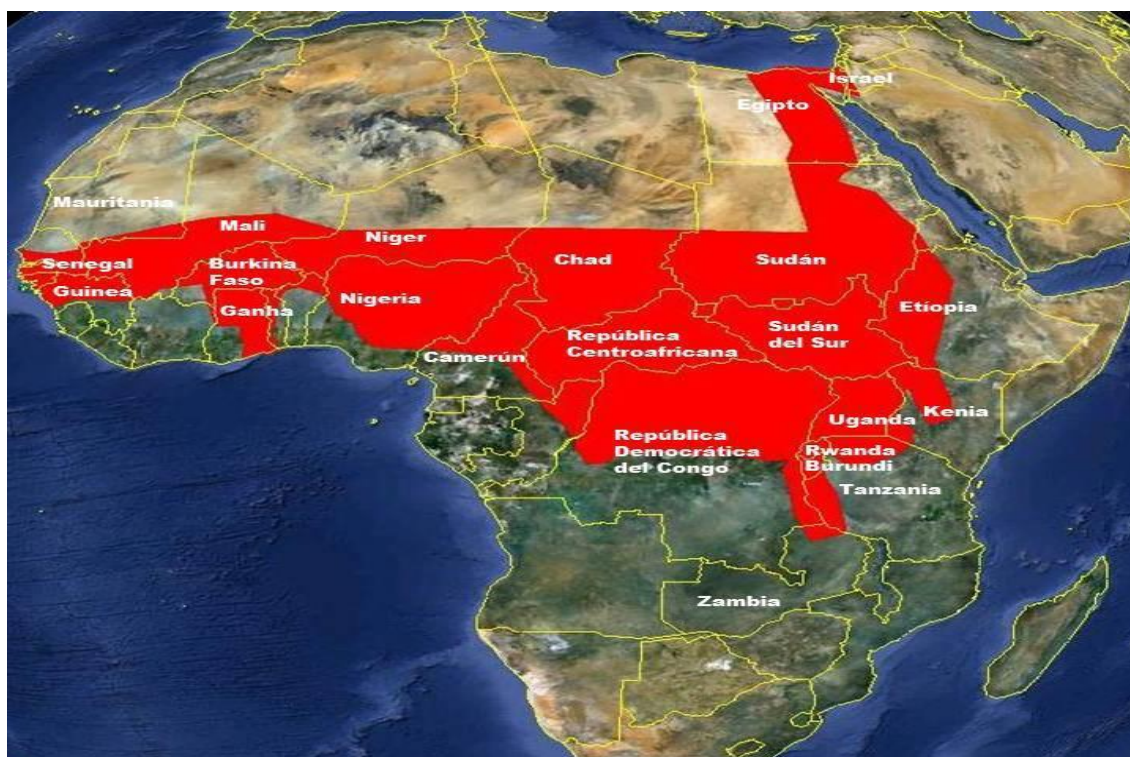 Israel
Egipto
Mauritania
Mali
Niger
Chad
Sudán
Senegal
Burkina
Faso
Guinea
Nigeria
Ganha
Etíopia
Sudán
del Sur
República
Centroafricana
Camerún
Kenia
Uganda
República
Democrática
del Congo
Rwanda
Burundi
Tanzania
Zambia